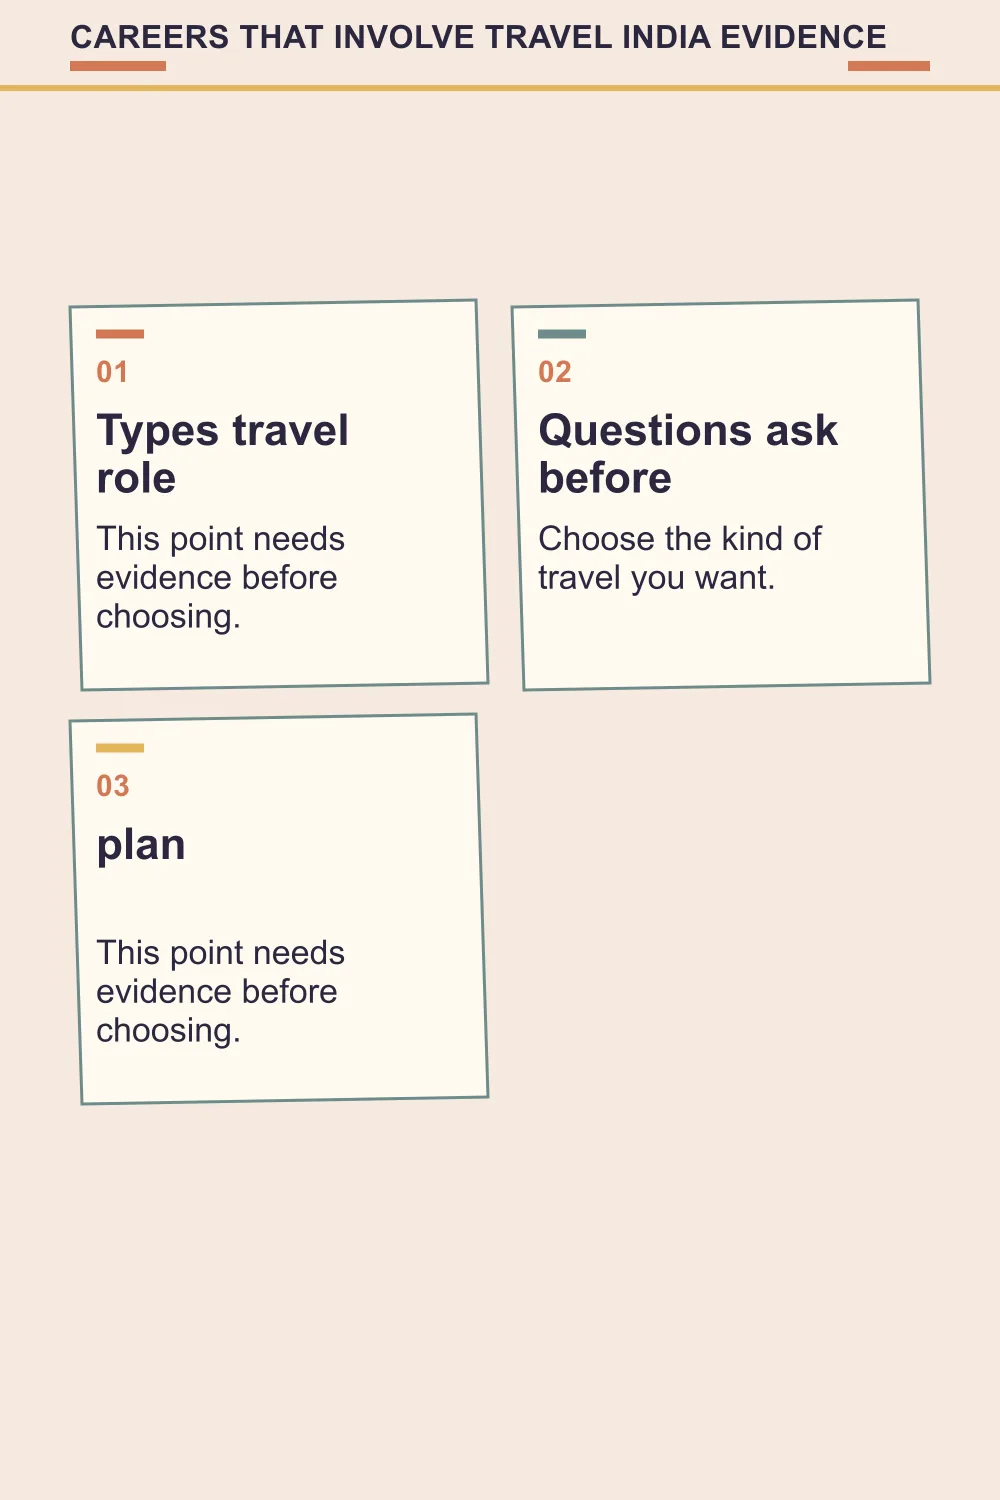 CAREERS THAT INVOLVE TRAVEL INDIA EVIDENCE
01
Types travel
role
This point needs
evidence before
choosing.
02
Questions ask
before
Choose the kind of
travel you want.
03
plan
This point needs
evidence before
choosing.